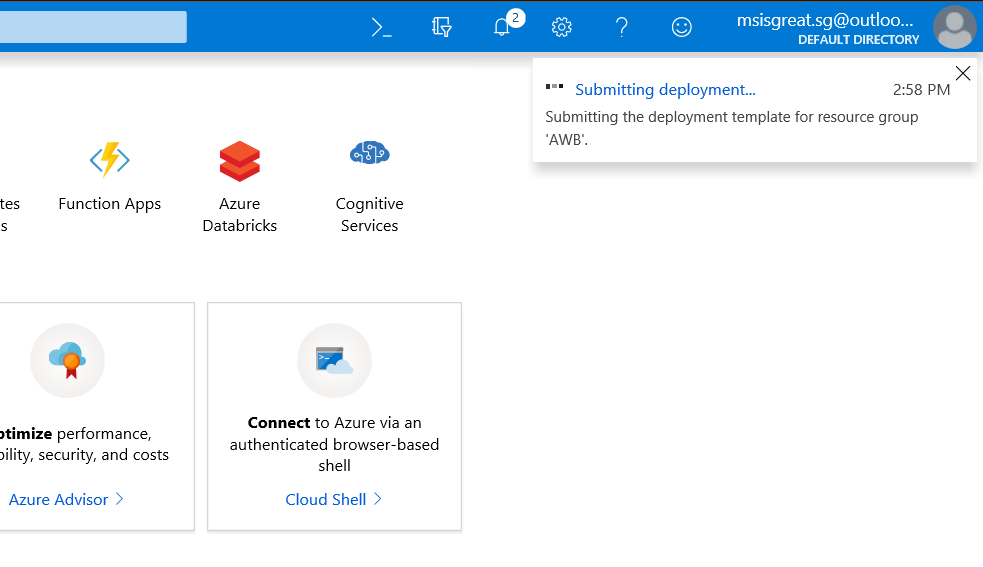 2
msisgreat.sg@outloo...
DEFAULT DIRECTORY
Submitting deployment...
2:58 PM
Submitting the deployment template for resource group
'AWB'.
tes
s
Function Apps
Azure
Databricks
Cognitive
Services
ptimize performance,
bility, security, and costs
Azure Advisor
Connect to Azure via an
authenticated browser-based
shell
Cloud Shell